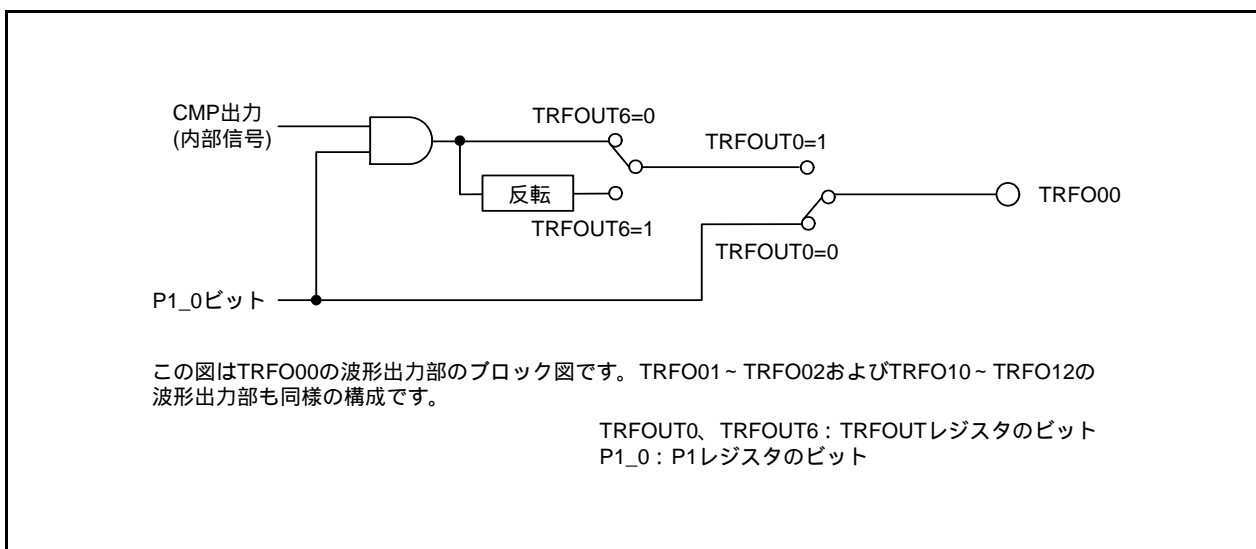 CMP出力
(内部信号)
TRFOUT6=0
TRFOUT0=1
反転
TRFO00
TRFOUT6=1
TRFOUT0=0
P1_0ビット
この図はTRFO00の波形出力部のブロック図です。TRFO01~TRFO02およびTRFO10~TRFO12の
波形出力部も同様の構成です。
TRFOUT0、TRFOUT6:TRFOUTレジスタのビット
P1_0:P1レジスタのビット